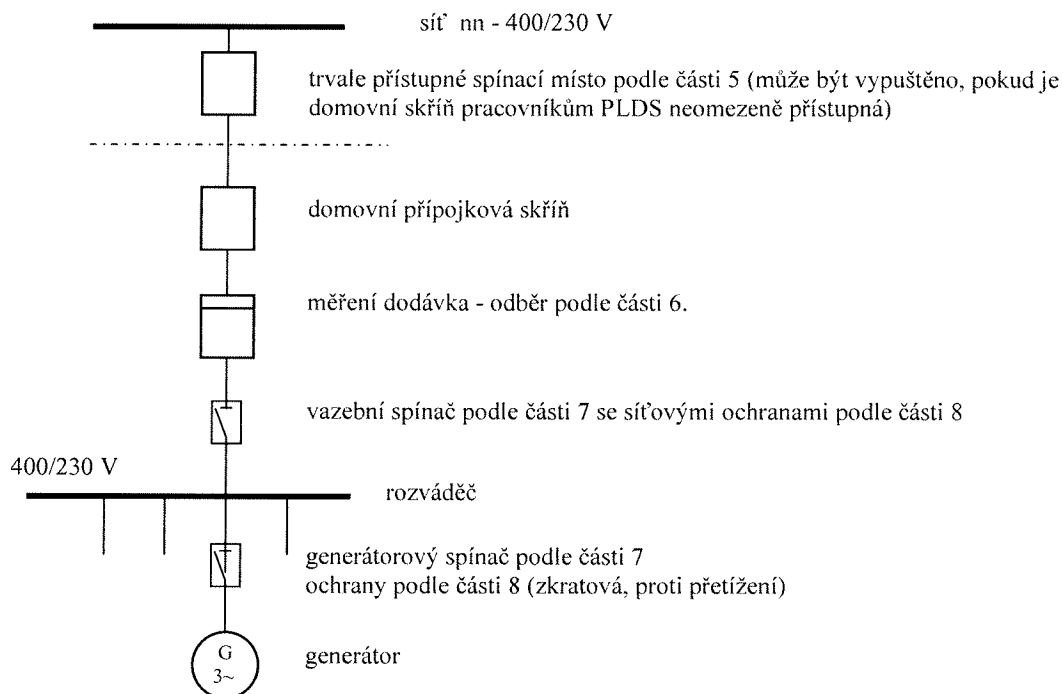 síť nn - 400/230 V
trvale přístupné spínací místo podle části 5 (může být vypuštěno, pokud je
domovní skříň pracovníkům PLDS neomezeně přístupná)
domovní přípojková skříň
měření dodávka - odběr podle části 6.
vazební spínač podle části 7 se síťovými ochranami podle části 8
400/230 V
rozváděč
generátorový spínač podle části 7
ochrany podle části 8 (zkratová, proti přetížení)
G
3~
generátor